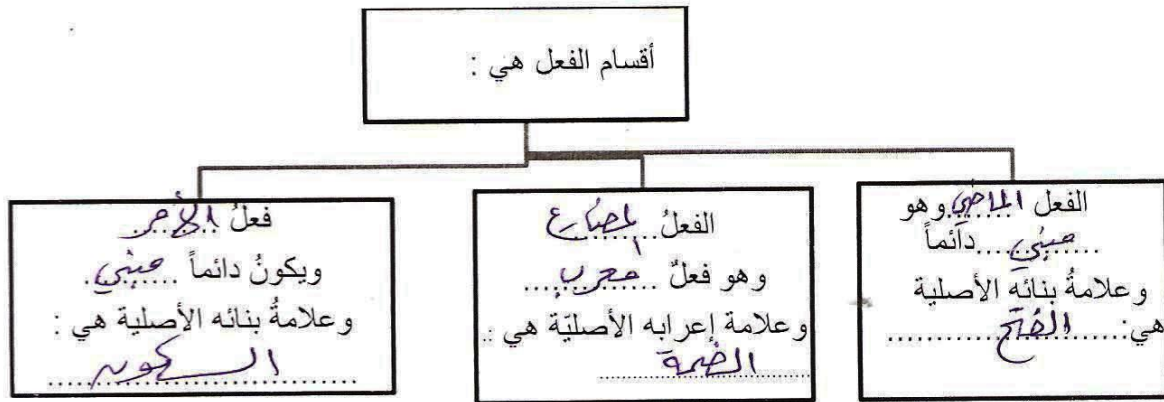 أقسام الفعل هي :
الفعل الماضي وهو
مبني....دائماً
وعلامةُ بنائه الأصلية
هي:......الفتح..................
الفعلُ....المضارع
وهو فعلٌ ....معرب....
وعلامة إعرابه الأصليّة هي :
الضمة
فعلُ الأمر
ويكونُ دائماً ....مبني.
وعلامةُ بنائه الأصلية هي :
السكون